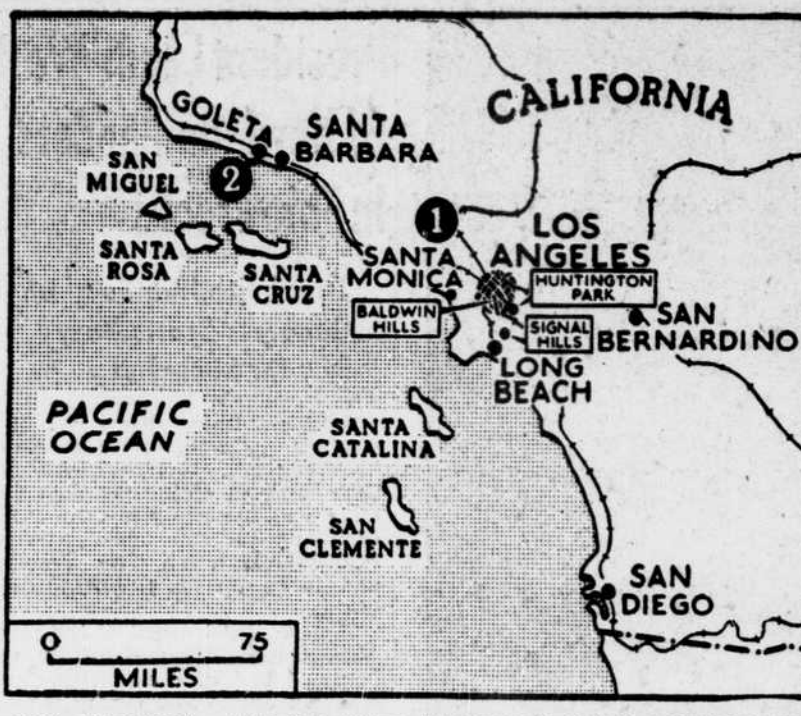 CALIFORNIA
GOLETA
SANTA
BARBARA
SAN
MIGUEL
2
1
SANTA
ROSA
SANTA
CRUZ
SANTA
MONICA
LOS
ANGELES
HUNTINGTON
PARK
BALDWIN
HILLS
SIGNAL
HILLS
SAN
BERNARDINO
LONG
BEACH
PACIFIC
OCEAN
SANTA
CATALINA
SAN
CLEMENTE
SAN
DIEGO
0 75
MILES